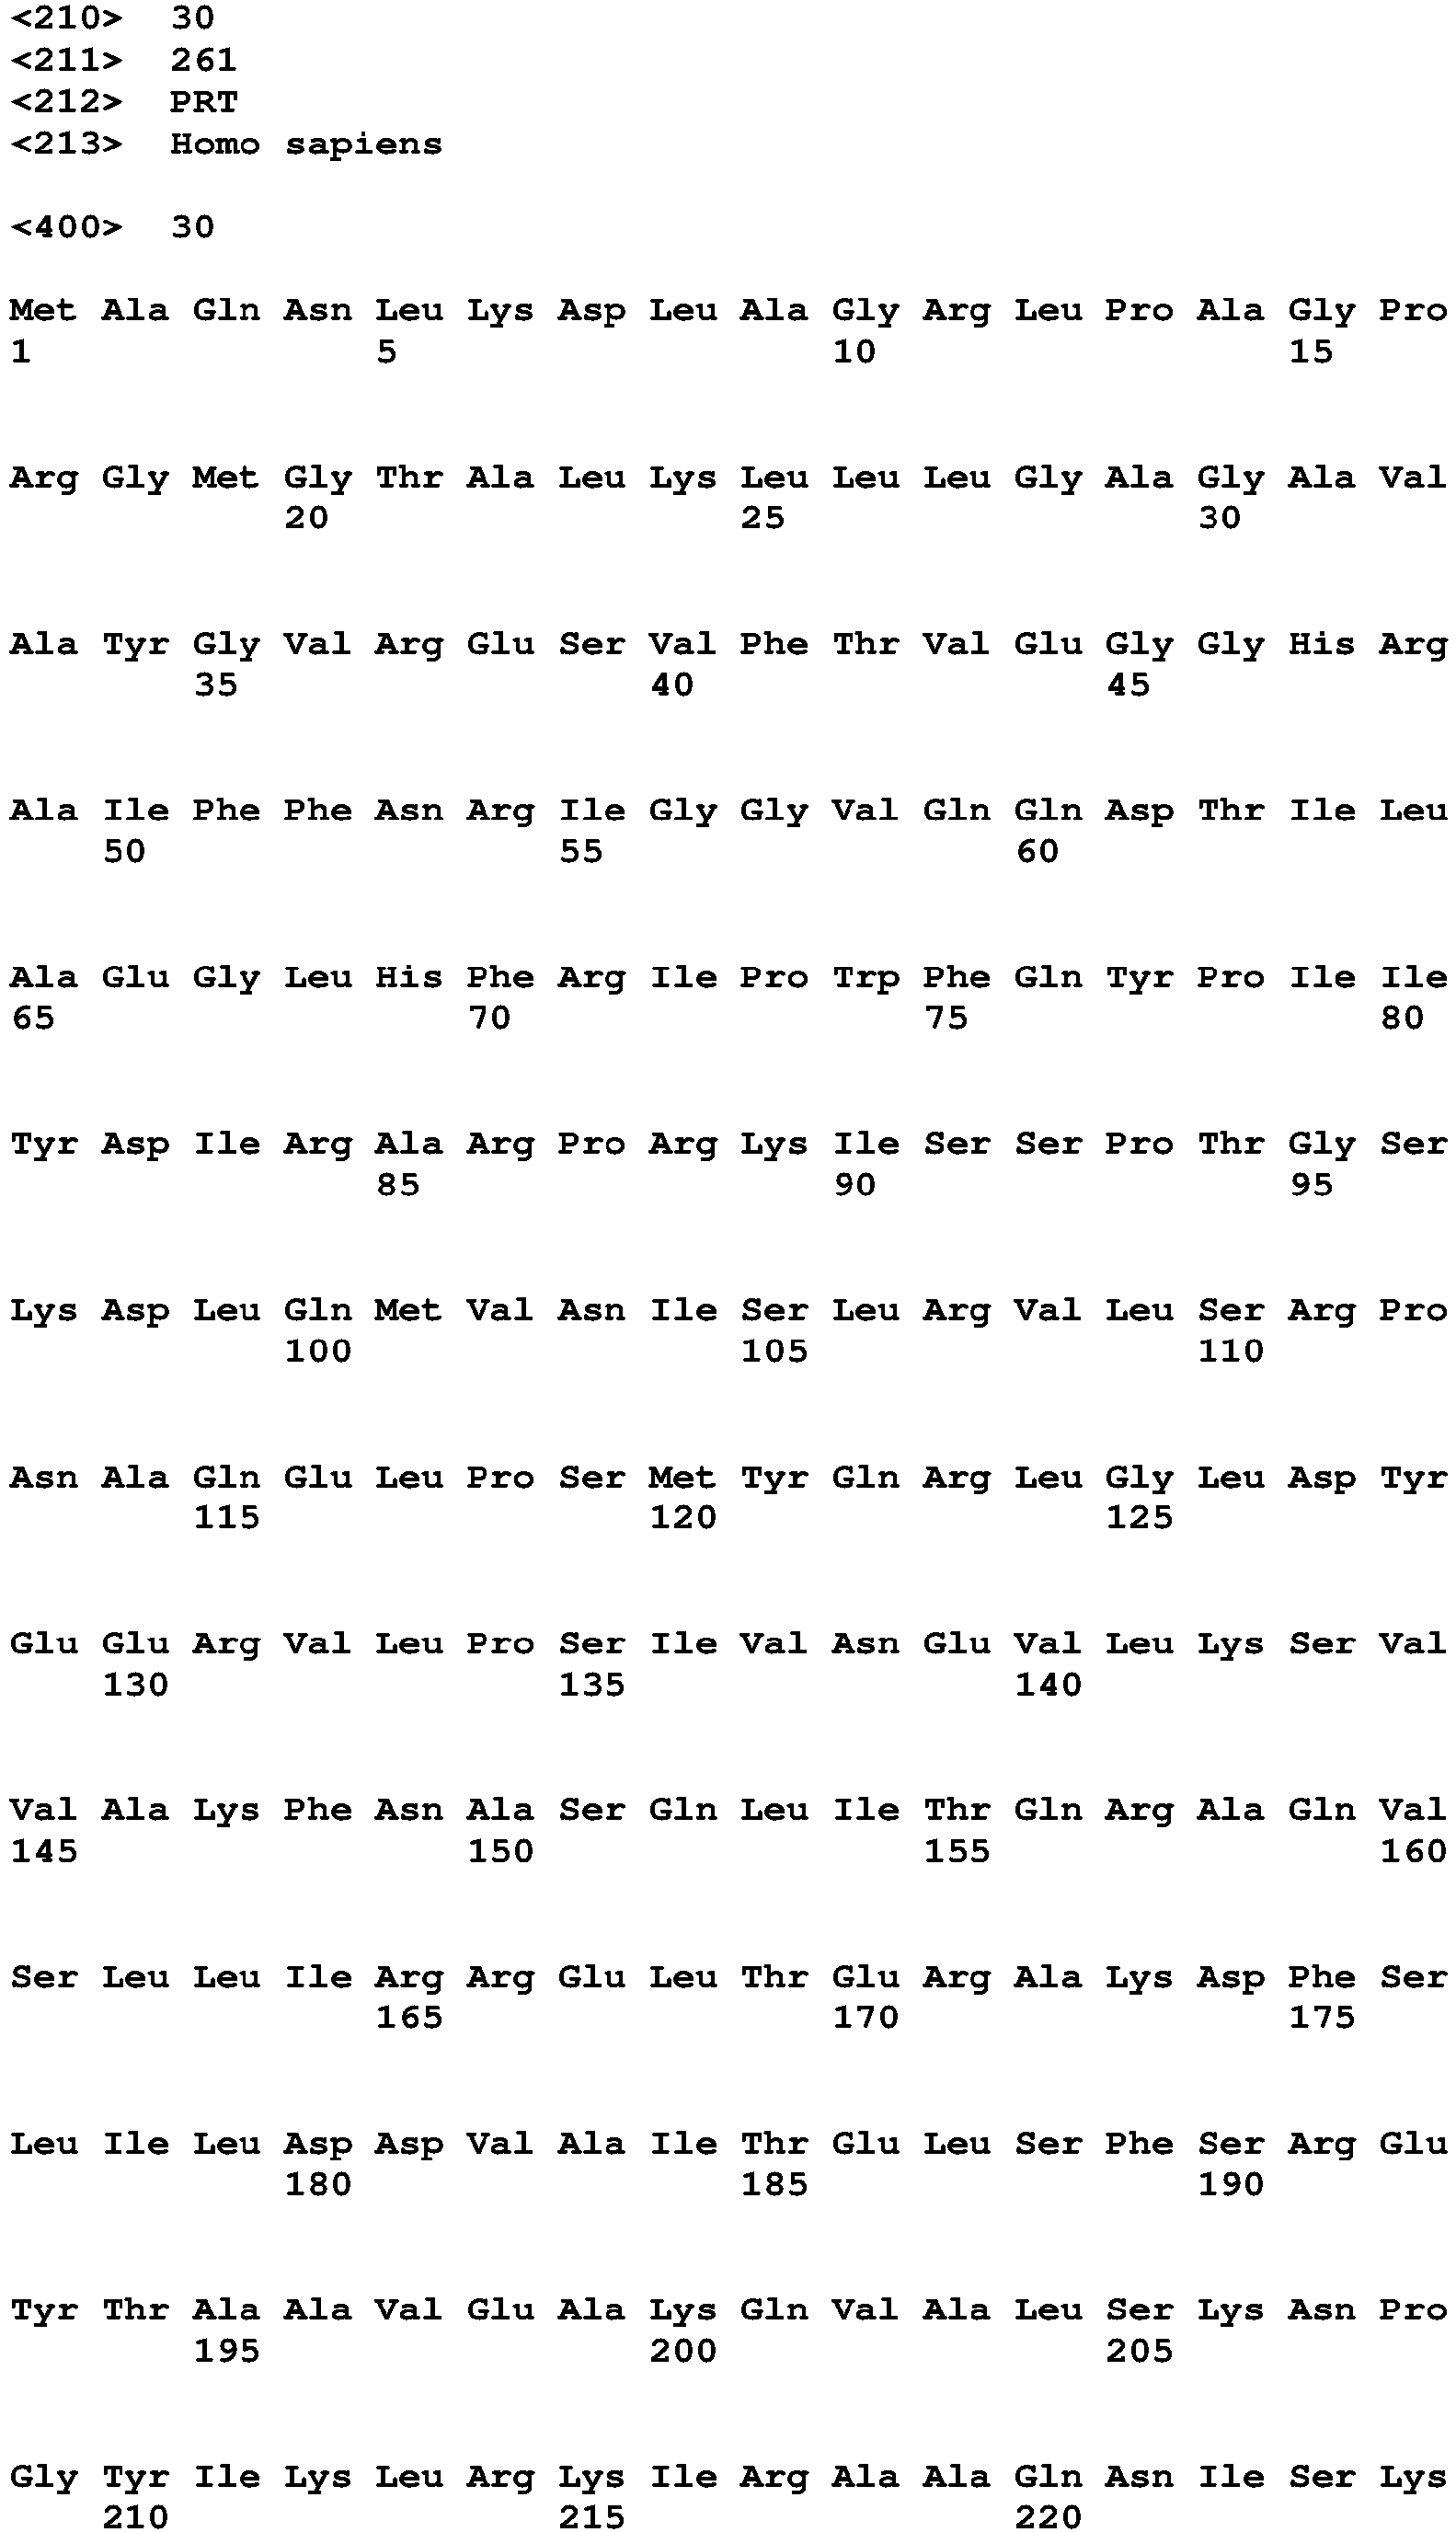 <210> 30
<211> 261
<212> PRT
<213> Homo sapiens
<400> 30
Met Ala Gln Asn Leu Lys Asp Leu Ala Gly Arg Leu Pro Ala Gly Pro
1 5 10 15
Arg Gly Met Gly Thr Ala Leu Lys Leu Leu Leu Gly Ala Gly Ala Val
20 25 30
Ala Tyr Gly Val Arg Glu Ser Val Phe Thr Val Glu Gly Gly His Arg
35 40 45
Ala Ile Phe Phe Asn Arg Ile Gly Gly Val Gln Gln Asp Thr Ile Leu
50 55 60
Ala Glu Gly Leu His Phe Arg Ile Pro Trp Phe Gln Tyr Pro Ile Ile
65 70 75 80
Tyr Asp Ile Arg Ala Arg Pro Arg Lys Ile Ser Ser Pro Thr Gly Ser
85 90 95
Lys Asp Leu Gln Met Val Asn Ile Ser Leu Arg Val Leu Ser Arg Pro
100 105 110
Asn Ala Gln Glu Leu Pro Ser Met Tyr Gln Arg Leu Gly Leu Asp Tyr
115 120 125
Glu Glu Arg Val Leu Pro Ser Ile Val Asn Glu Val Leu Lys Ser Val
130 135 140
Val Ala Lys Phe Asn Ala Ser Gln Leu Ile Thr Gln Arg Ala Gln Val
145 150 155 160
Ser Leu Leu Ile Arg Arg Glu Leu Thr Glu Arg Ala Lys Asp Phe Ser
165 170 175
Leu Ile Leu Asp Asp Val Ala Ile Thr Glu Leu Ser Phe Ser Arg Glu
180 185 190
Tyr Thr Ala Ala Val Glu Ala Lys Gln Val Ala Leu Ser Lys Asn Pro
195 200 205
Gly Tyr Ile Lys Leu Arg Lys Ile Arg Ala Ala Gln Asn Ile Ser Lys
210 215 220